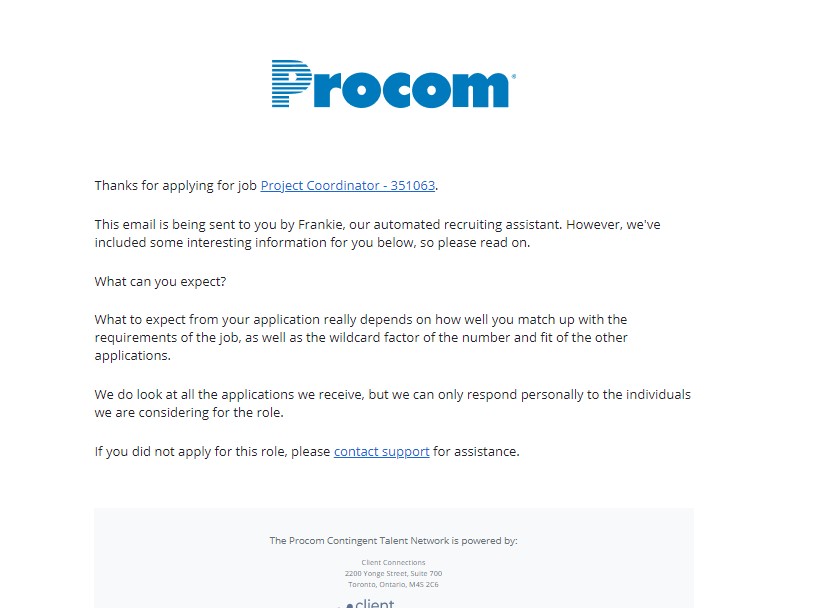 Procom
Thanks for applying for job Project Coordinator - 351063.
This email is being sent to you by Frankie, our automated recruiting assistant. However, we've
included some interesting information for you below, so please read on.
What can you expect?
What to expect from your application really depends on how well you match up with the
requirements of the job, as well as the wildcard factor of the number and fit of the other
applications.
We do look at all the applications we receive, but we can only respond personally to the individuals
we are considering for the role.
If you did not apply for this role, please contact support for assistance.
The Procom Contingent Talent Network is powered by:
Client Connections
2200 Yonge Street, Suite 700
Toronto, Ontario, M4S 2C6
client